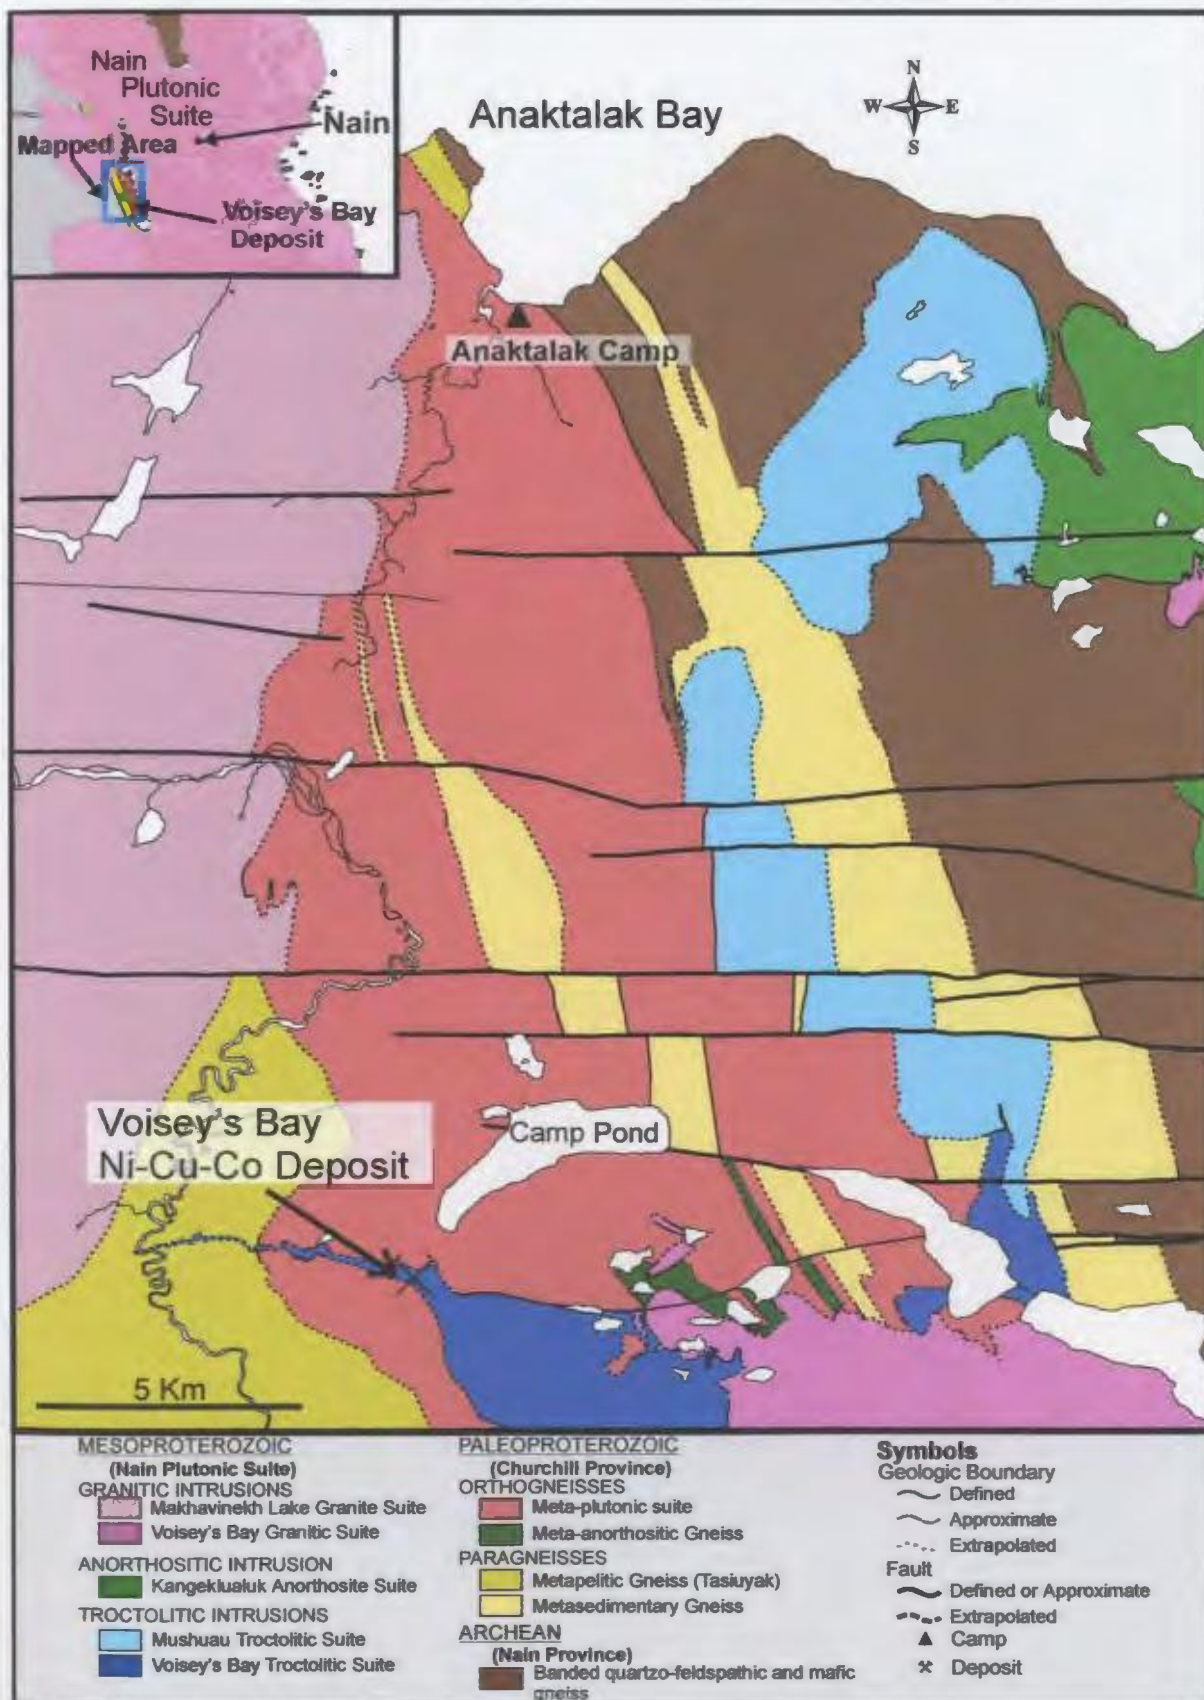 Nain
Plutonic
Suite
Nain
Mapped Area
Voisey's Bay
Deposit
Anaktalak Bay
N
W E
S
Anaktalak Camp
Voisey's Bay
Ni-Cu-Co Deposit
Camp Pond
5 Km
MESOPROTEROZOIC
(Nain Plutonic Suite)
GRANITIC INTRUSIONS
Makhavinekh Lake Granite Suite
Voisey's Bay Granitic Suite
ANORTHOSITIC INTRUSION
Kangeklualuk Anorthosite Suite
TROCTOLITIC INTRUSIONS
Mushuau Troctolitic Suite
Voisey's Bay Troctolitic Suite
PALEOPROTEROZOIC
(Churchill Province)
ORTHOGNEISSES
Meta-plutonic suite
Meta-anorthositic Gneiss
PARAGNEISSES
Metapelitic Gneiss (Tasiuyak)
Metasedimentary Gneiss
ARCHEAN
(Nain Province)
Banded quartzo-feldspathic and mafic
gneiss
Symbols
Geologic Boundary
Defined
Approximate
Extrapolated
Fault
Defined or Approximate
Extrapolated
Camp
Deposit